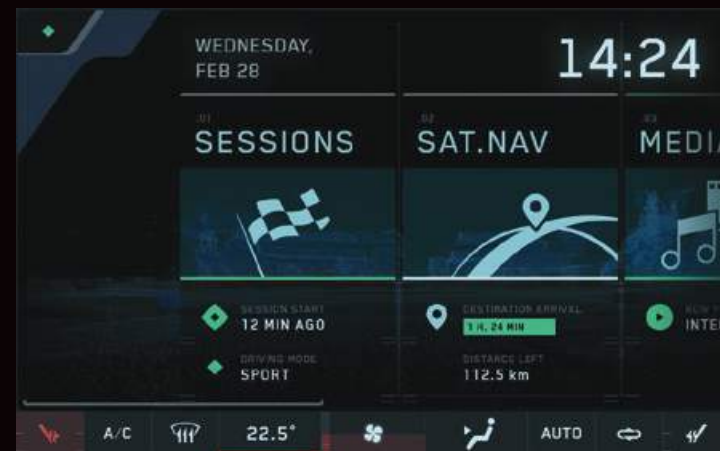 WEDNESDAY,
FEB 28
14:24
.01
SESSIONS
02
SAT.NAV
03
MEDIA
SESSION START
12 MIN AGO
DRIVING MODE
SPORT
DESTINATION ARRIVAL
1 H, 24 MIN
DISTANCE LEFT
112.5 km
A/C
22.5°
AUTO